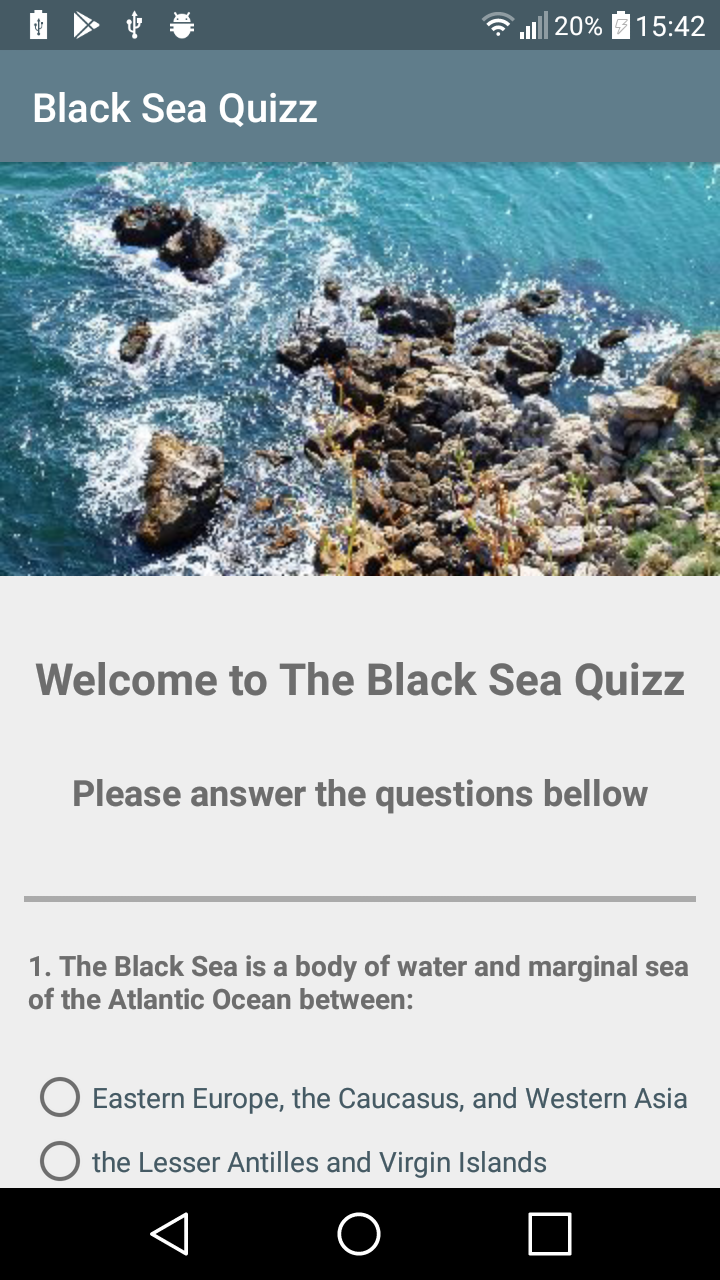 20% 15:42
Black Sea Quizz
Welcome to The Black Sea Quizz
Please answer the questions bellow
1. The Black Sea is a body of water and marginal sea
of the Atlantic Ocean between:
Eastern Europe, the Caucasus, and Western Asia
the Lesser Antilles and Virgin Islands